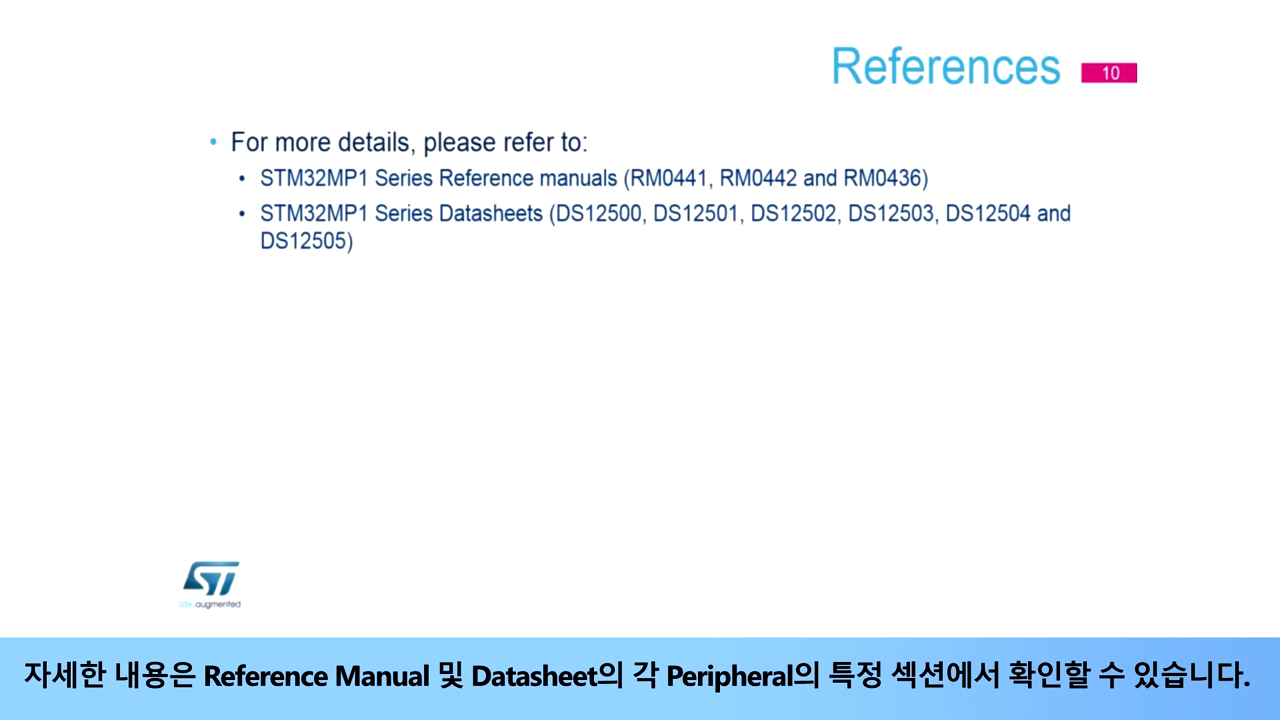 References
10
• For more details, please refer to:
• STM32MP1 Series Reference manuals (RM0441, RM0442 and RM0436)
• STM32MP1 Series Datasheets (DS12500, DS12501, DS12502, DS12503, DS12504 and
DS12505)
ST
life.augmented
자세한 내용은 Reference Manual 및 Datasheet의 각 Peripheral의 특정 섹션에서 확인할 수 있습니다.